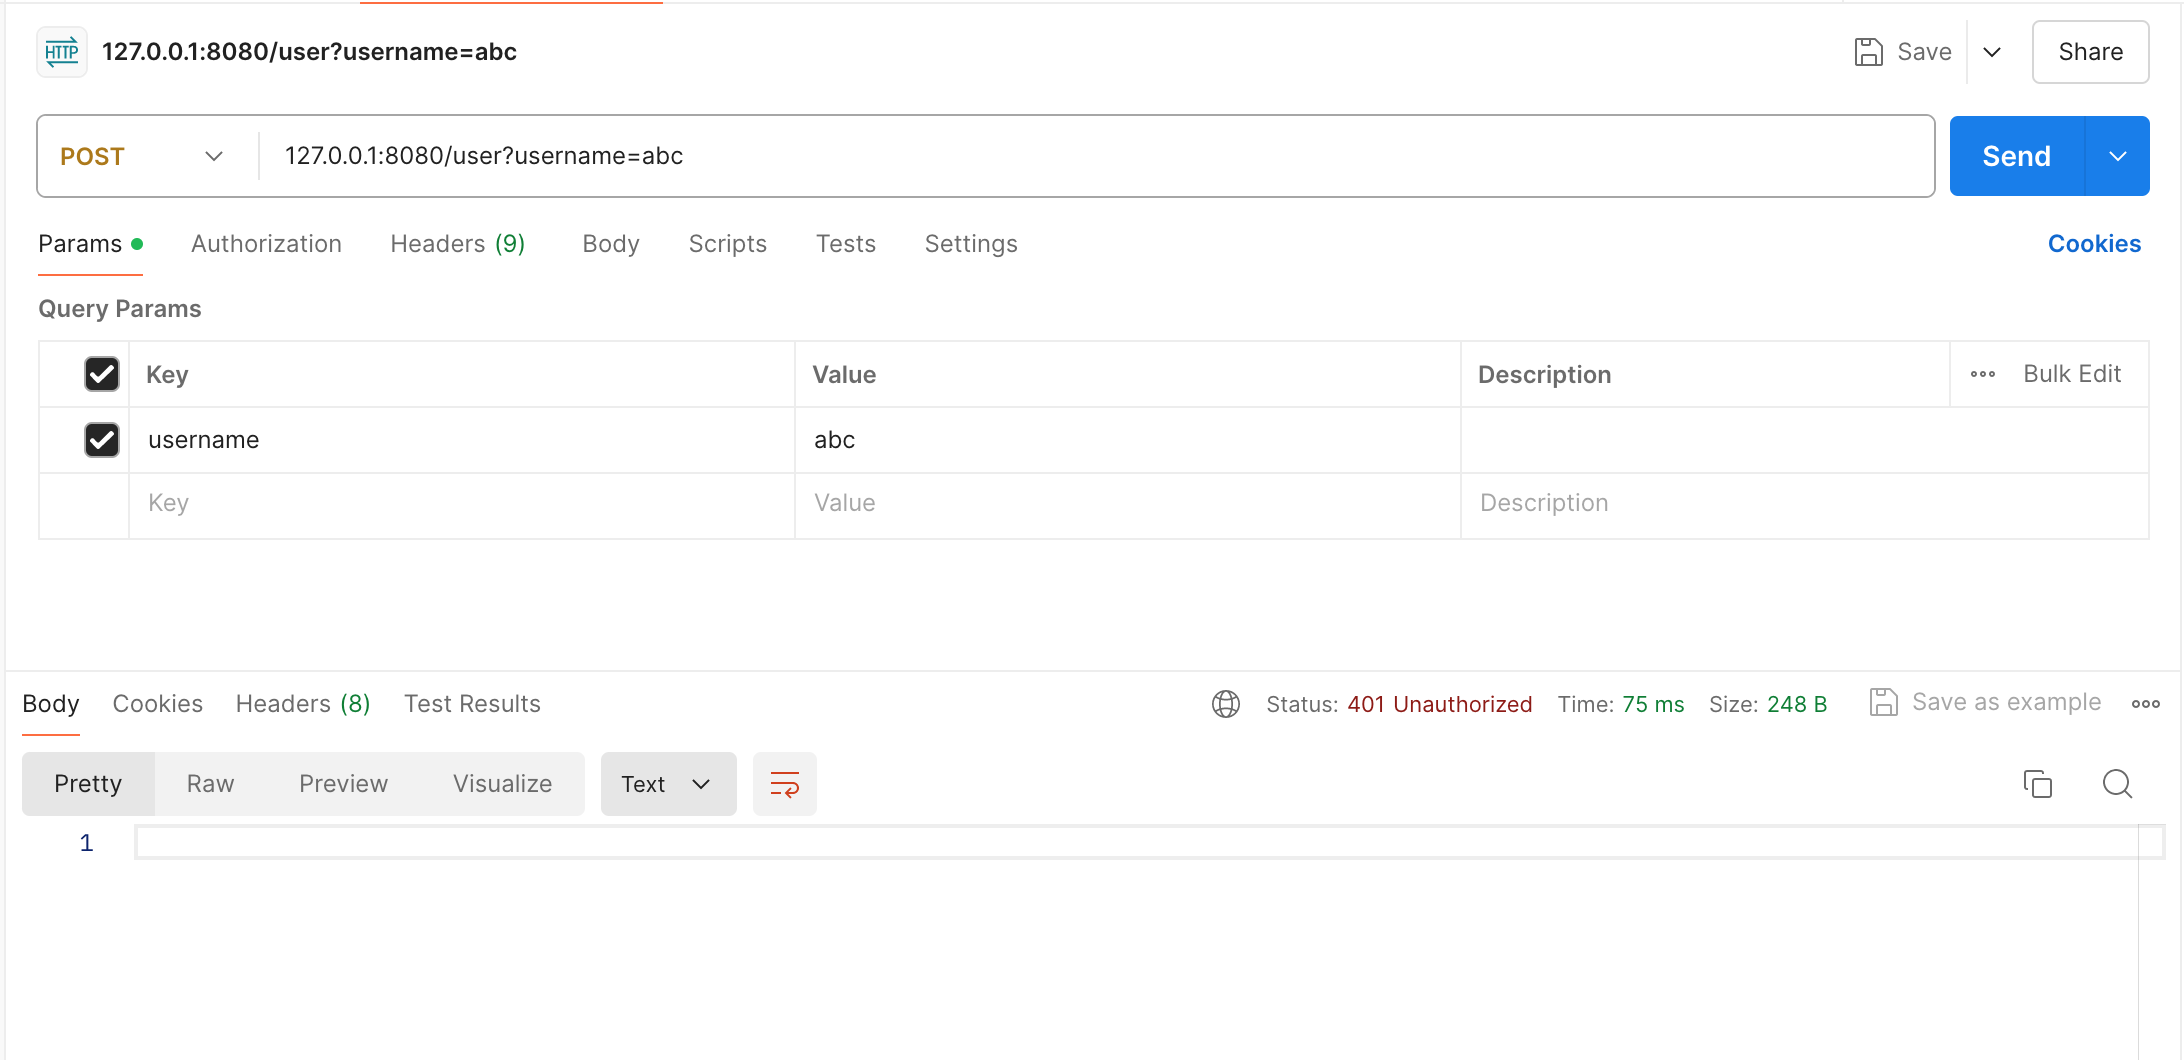 HTTP 127.0.0.1:8080/user?username=abc Save Share
POST 127.0.0.1:8080/user?username=abc Send
Params Authorization Headers (9) Body Scripts Tests Settings Cookies
Query Params
Key Value Description Bulk Edit
username abc
Key Value Description
Body Cookies Headers (8) Test Results Status: 401 Unauthorized Time: 75 ms Size: 248 B Save as example
Pretty Raw Preview Visualize Text
1